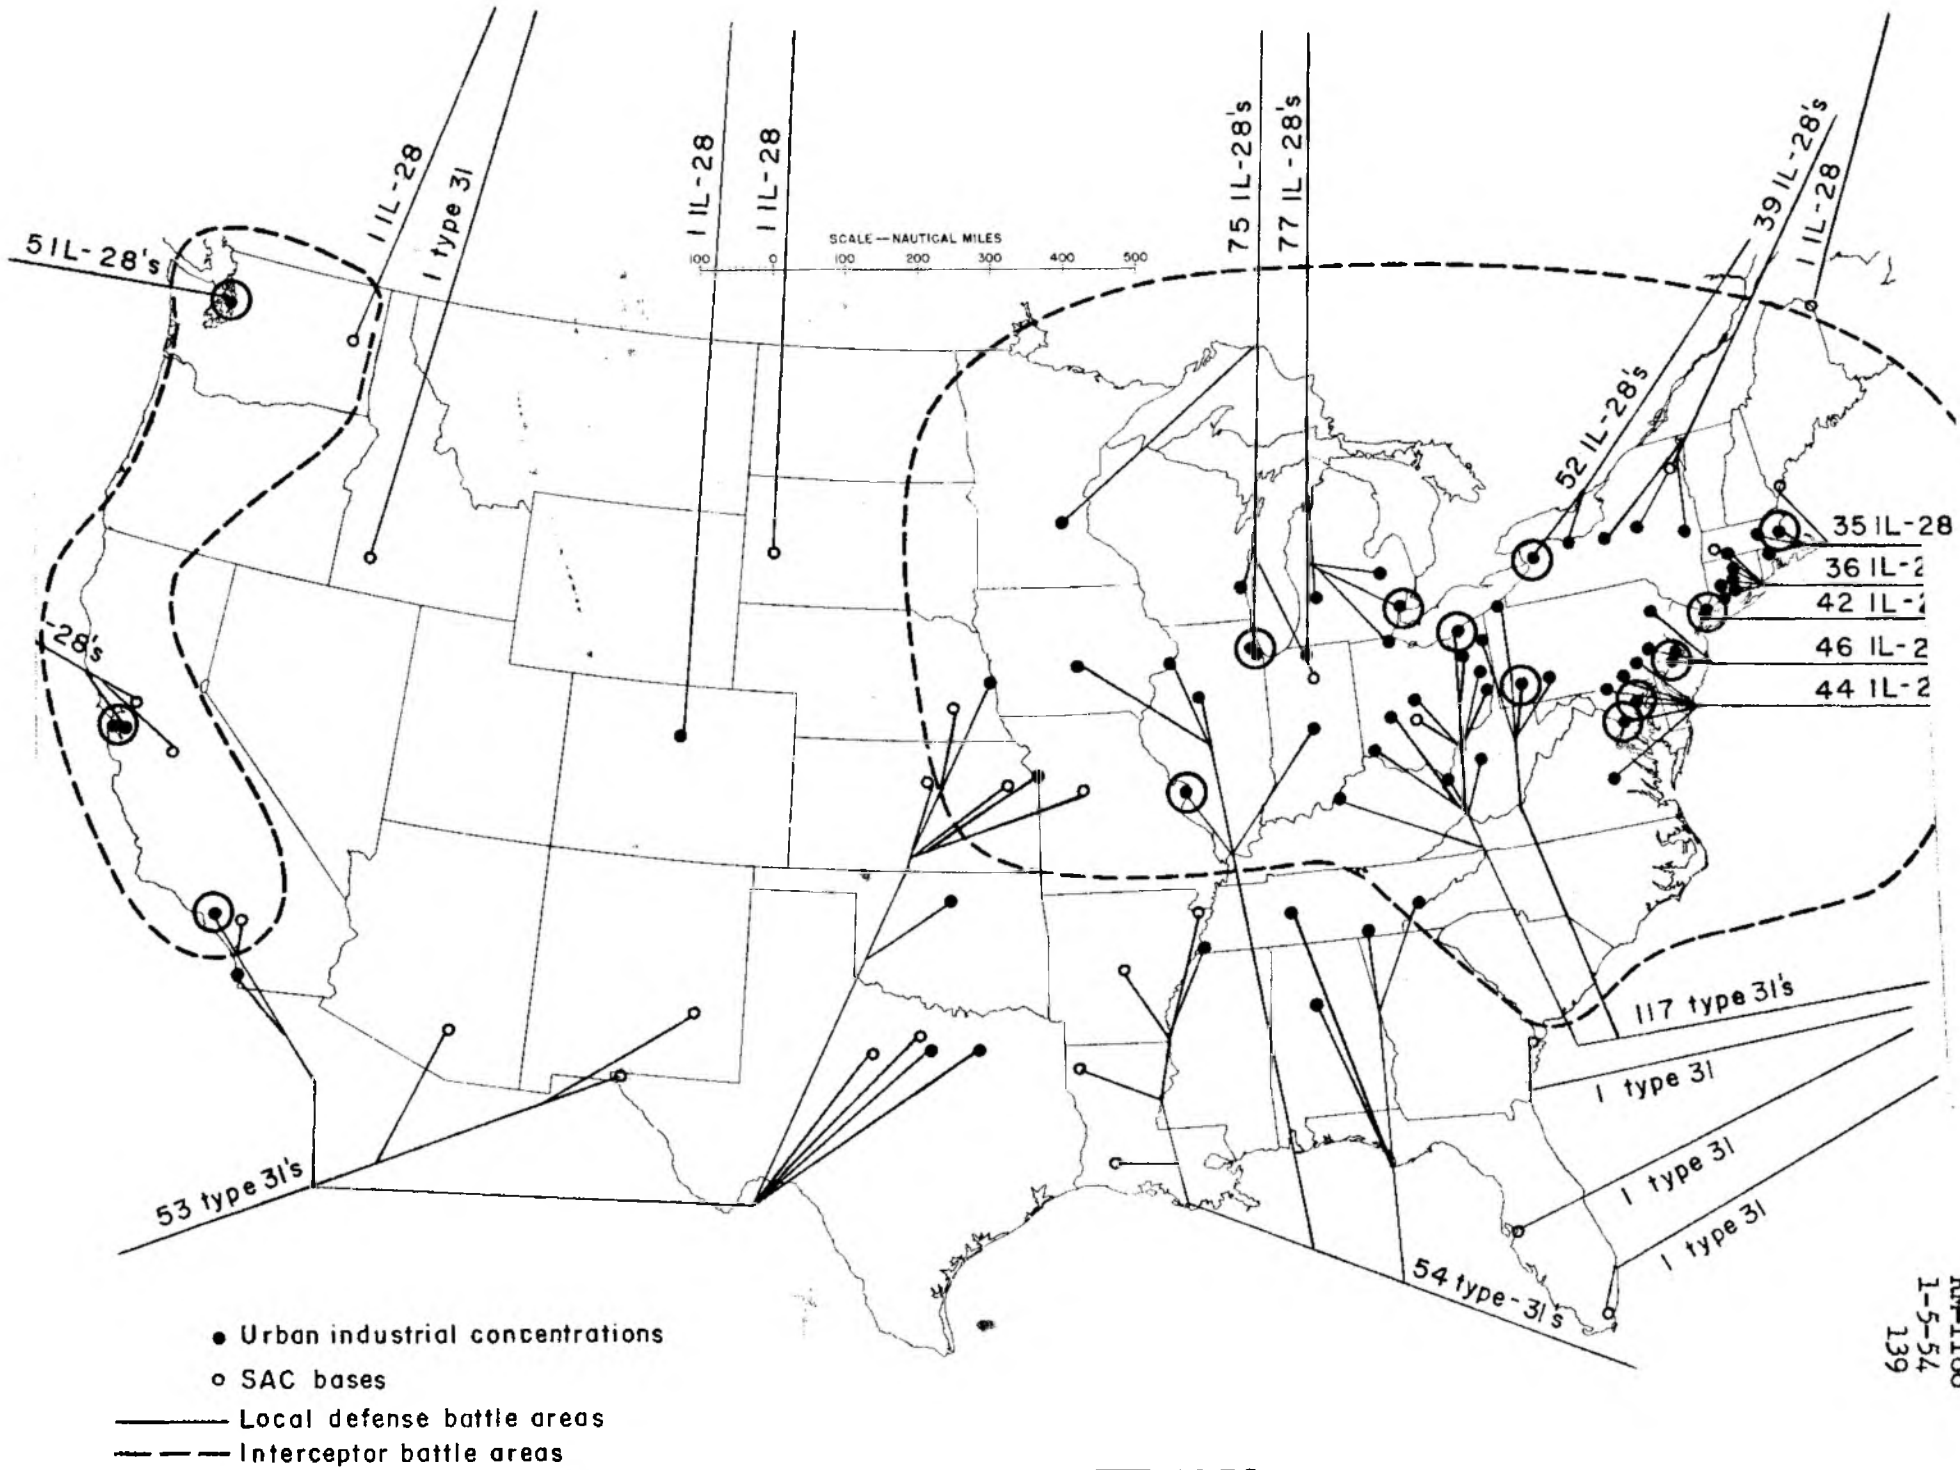 1 IL-28
1 type 31
1 IL-28
1 IL-28
75 IL-28's
77 IL-28's
39 IL-28's
1 IL-28
52 IL-28's
5 IL-28's
SCALE—NAUTICAL MILES
100 0 100 200 300 400 500
35 IL-28
36 IL-2
42 IL-2
46 IL-2
44 IL-2
-28's
117 type 31's
1 type 31
1 type 31
1 type 31
53 type 31's
54 type-31's
Urban industrial concentrations
SAC bases
Local defense battle areas
Interceptor battle areas
1-5-54
139